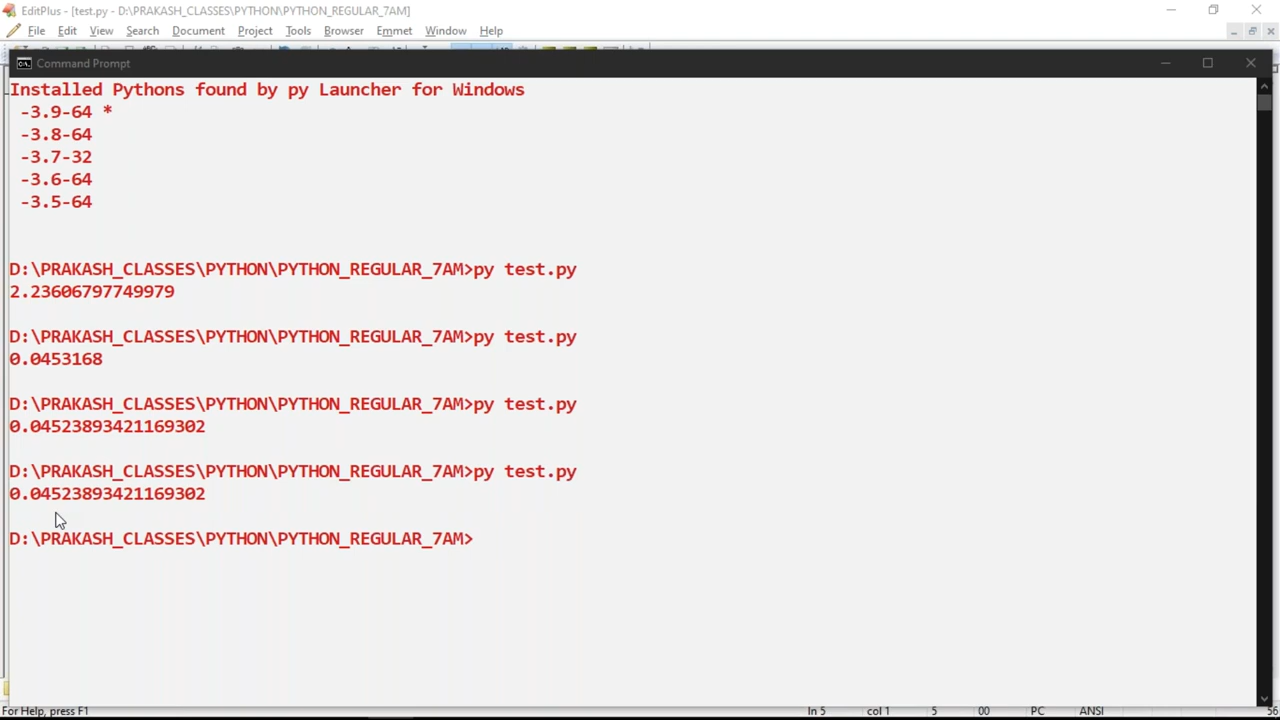 EditPlus - [test.py - D:\PRAKASH_CLASSES\PYTHON\PYTHON_REGULAR_7AM]
File Edit View Search Document Project Tools Browser Emmet Window Help
Command Prompt
Installed Pythons found by py Launcher for Windows
-3.9-64 *
-3.8-64
-3.7-32
-3.6-64
-3.5-64
D:\PRAKASH_CLASSES\PYTHON\PYTHON_REGULAR_7AM>py test.py
2.23606797749979
D:\PRAKASH_CLASSES\PYTHON\PYTHON_REGULAR_7AM>py test.py
0.0453168
D:\PRAKASH_CLASSES\PYTHON\PYTHON_REGULAR_7AM>py test.py
0.04523893421169302
D:\PRAKASH_CLASSES\PYTHON\PYTHON_REGULAR_7AM>py test.py
0.04523893421169302
D:\PRAKASH_CLASSES\PYTHON\PYTHON_REGULAR_7AM>
For Help, press F1 ln 5 col 1 5 00 PC ANSI 56